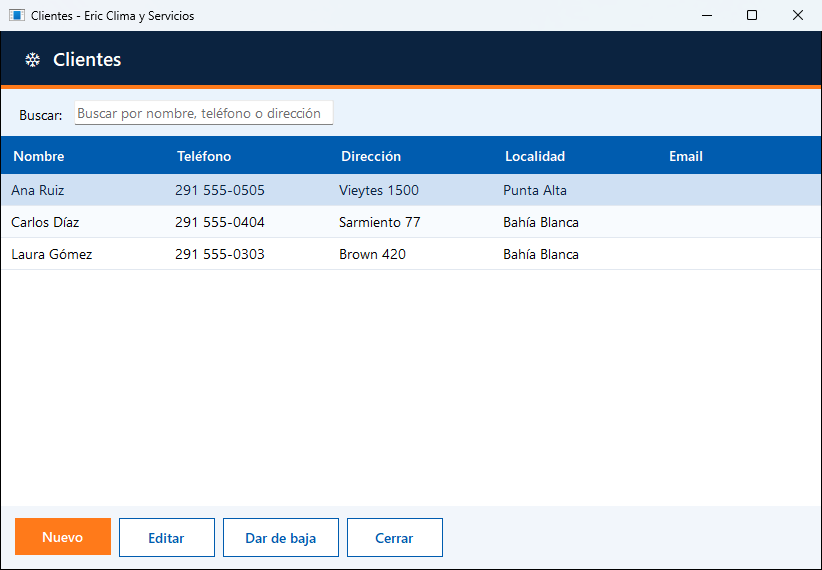 Clientes - Eric Clima y Servicios
Clientes
Buscar: Buscar por nombre, teléfono o dirección
Nombre Teléfono Dirección Localidad Email
Ana Ruiz 291 555-0505 Vieytes 1500 Punta Alta
Carlos Díaz 291 555-0404 Sarmiento 77 Bahía Blanca
Laura Gómez 291 555-0303 Brown 420 Bahía Blanca
Nuevo Editar Dar de baja Cerrar